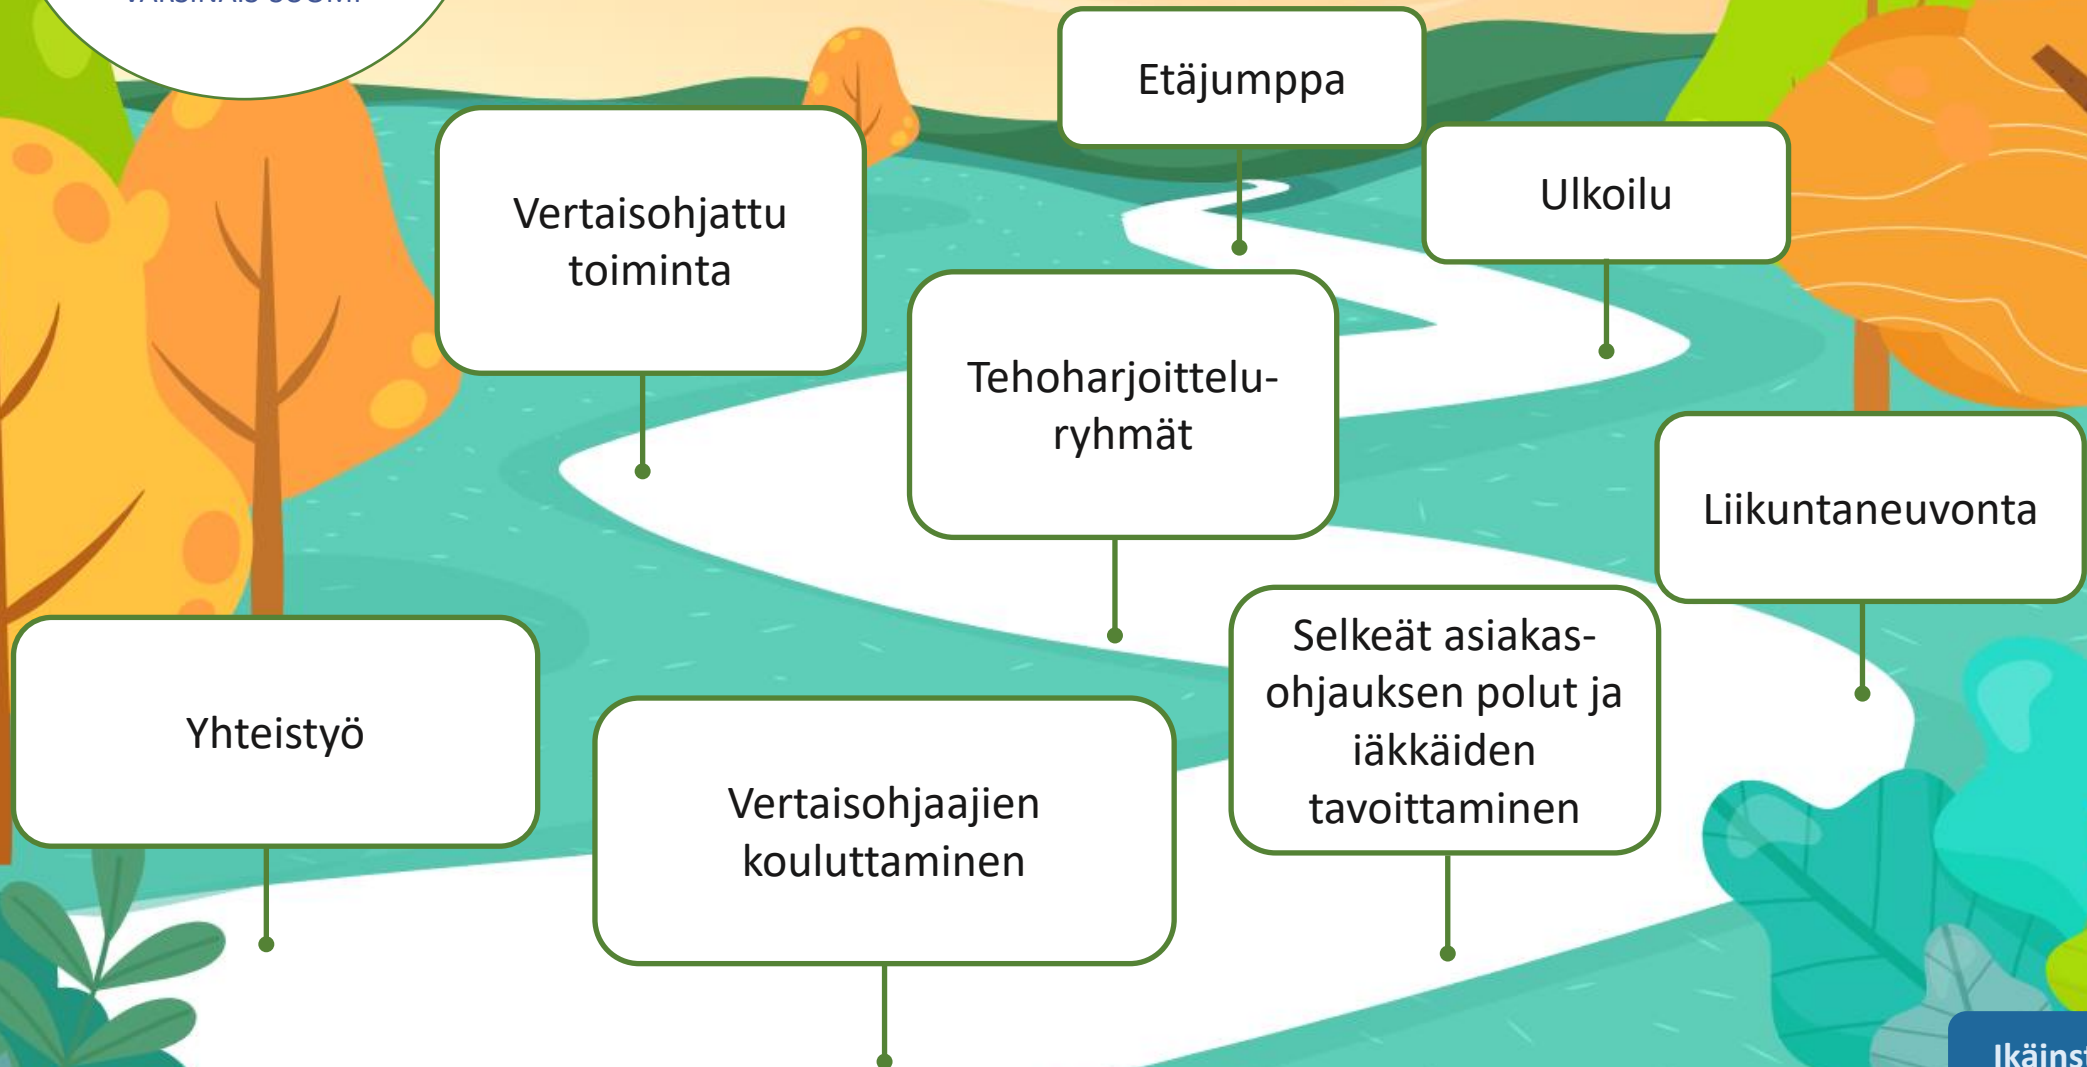 Etäjumppa
Ulkoilu
Vertaisohjattu
toiminta
Tehoharjoittelu-
ryhmät
Liikuntaneuvonta
Selkeät asiakas-
ohjauksen polut ja
iäkkäiden
tavoittaminen
Yhteistyö
Vertaisohjaajien
kouluttaminen